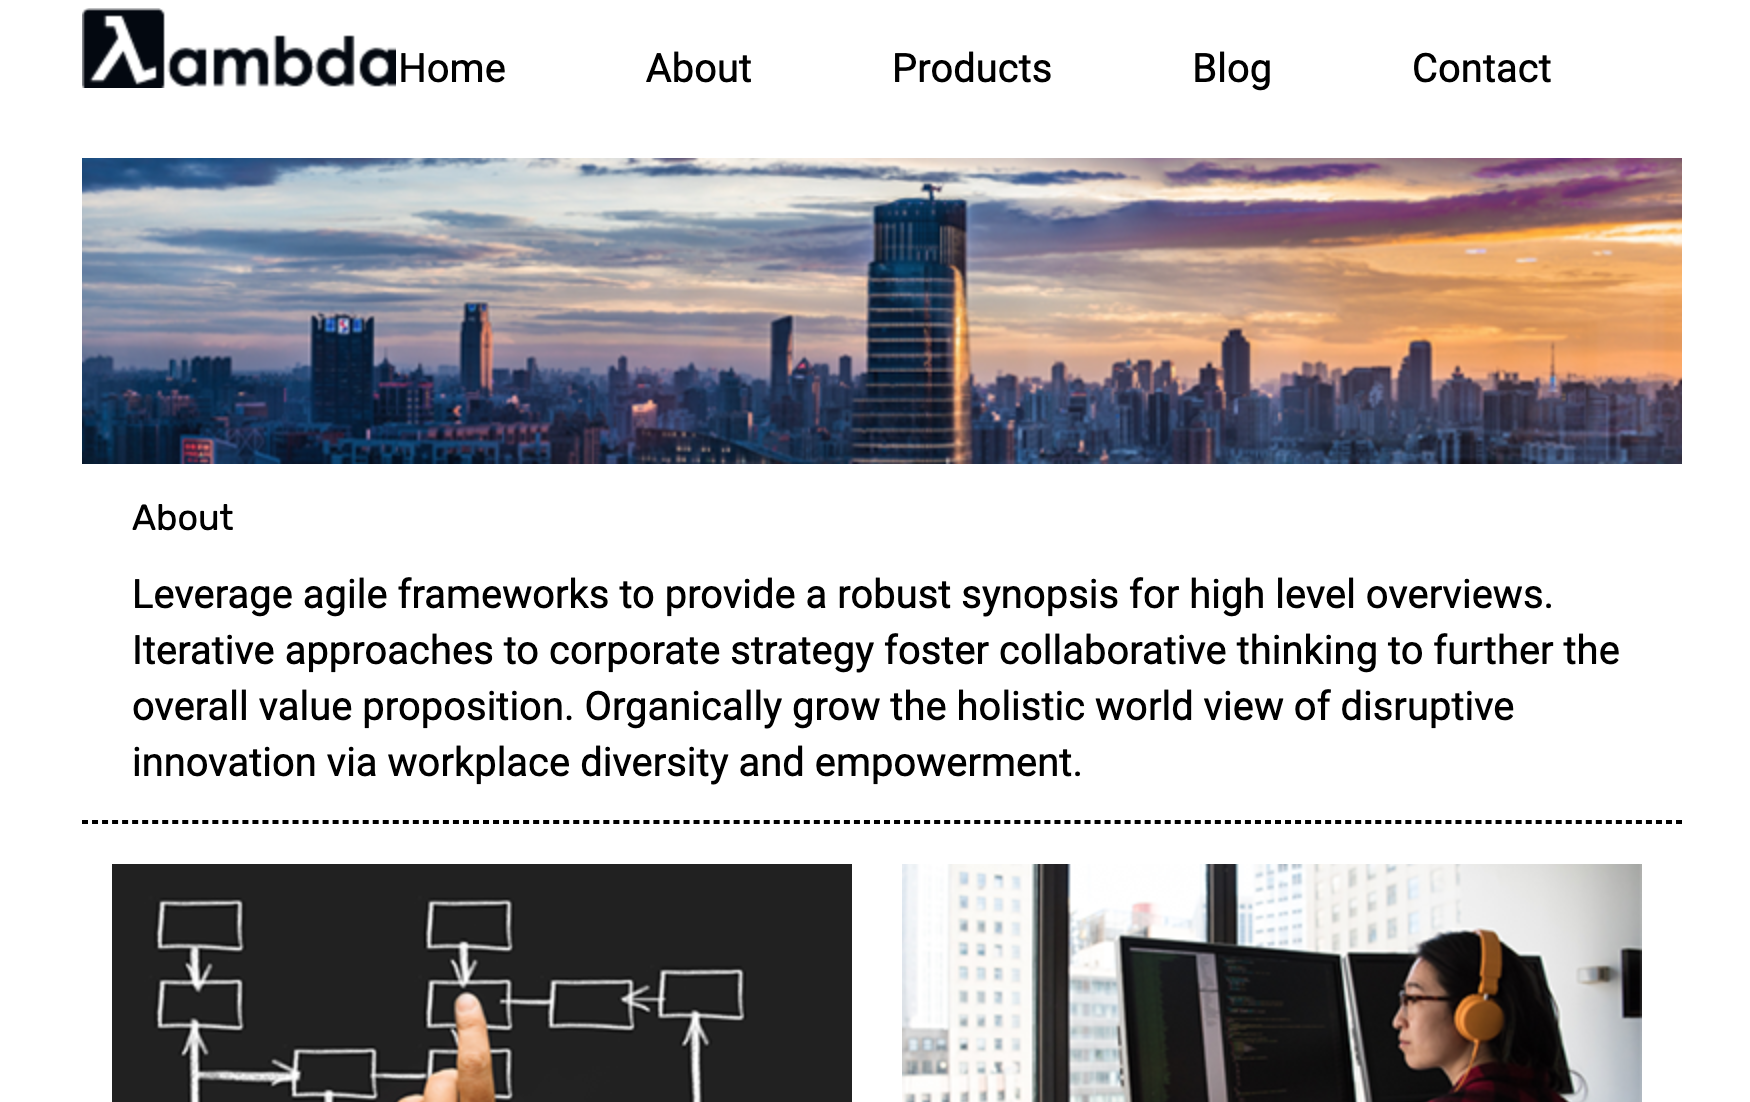 λambda Home About Products Blog Contact
About
Leverage agile frameworks to provide a robust synopsis for high level overviews.
Iterative approaches to corporate strategy foster collaborative thinking to further the
overall value proposition. Organically grow the holistic world view of disruptive
innovation via workplace diversity and empowerment.